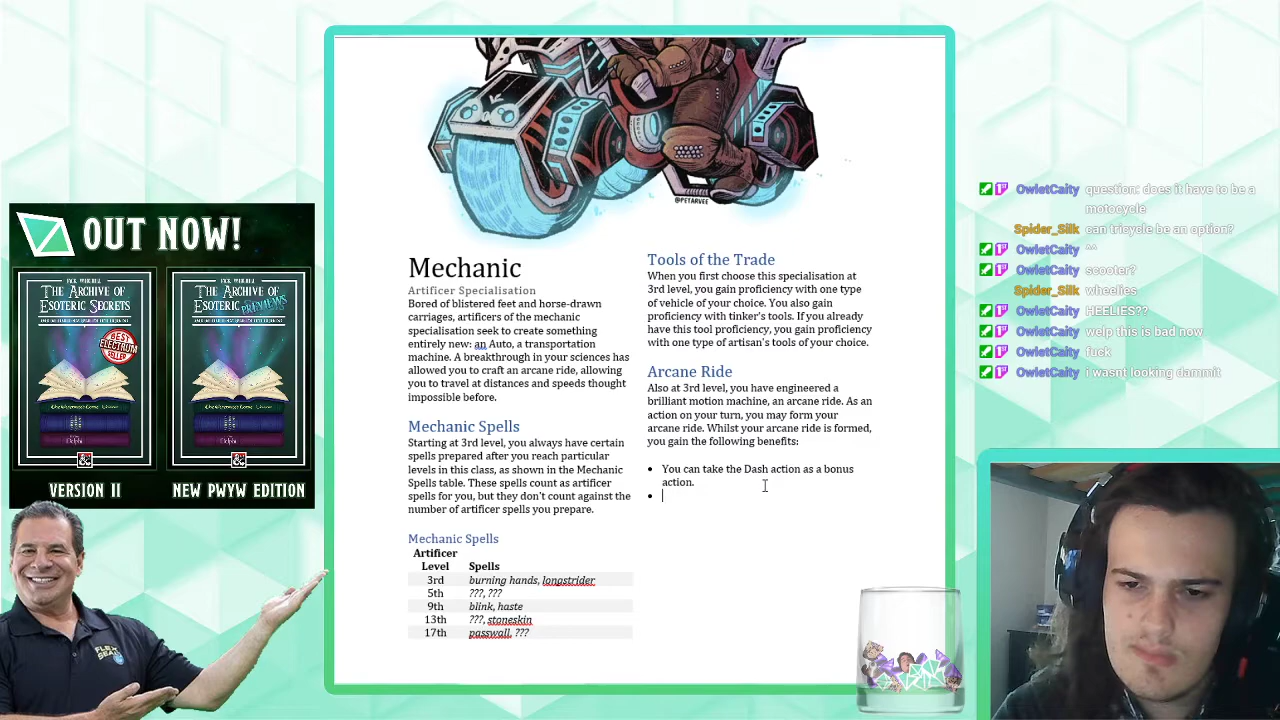 OUT NOW!
THE ARCHIVE OF
ESOTERIC SECRETS
BEST
ELECTRUM
SELLER
THE ARCHIVE OF
ESOTERIC PREVIEWS
VERSION II
NEW PWYW EDITION
@PETARVEE
Mechanic
Artificer Specialisation
Bored of blistered feet and horse-drawn
carriages, artificers of the mechanic
specialisation seek to create something
entirely new: an Auto, a transportation
machine. A breakthrough in your sciences has
allowed you to craft an arcane ride, allowing
you to travel at distances and speeds thought
impossible before.
Mechanic Spells
Starting at 3rd level, you always have certain
spells prepared after you reach particular
levels in this class, as shown in the Mechanic
Spells table. These spells count as artificer
spells for you, but they don't count against the
number of artificer spells you prepare.
Mechanic Spells
Artificer
Level Spells
3rd burning hands, longstrider
5th ???, ???
9th blink, haste
13th ???, stoneskin
17th passwall, ???
Tools of the Trade
When you first choose this specialisation at
3rd level, you gain proficiency with one type
of vehicle of your choice. You also gain
proficiency with tinker's tools. If you already
have this tool proficiency, you gain proficiency
with one type of artisan's tools of your choice.
Arcane Ride
Also at 3rd level, you have engineered a
brilliant motion machine, an arcane ride. As an
action on your turn, you may form your
arcane ride. Whilst your arcane ride is formed,
you gain the following benefits:
• You can take the Dash action as a bonus
action.
•
OwletCaity question: does it have to be a
motocycle
Spider_Silk can tricycle be an option?
OwletCaity ^^
OwletCaity scooter?
Spider_Silk wheelies
OwletCaity HEELIES??
OwletCaity welp this is bad now
OwletCaity fuck
OwletCaity i wasnt looking dammit